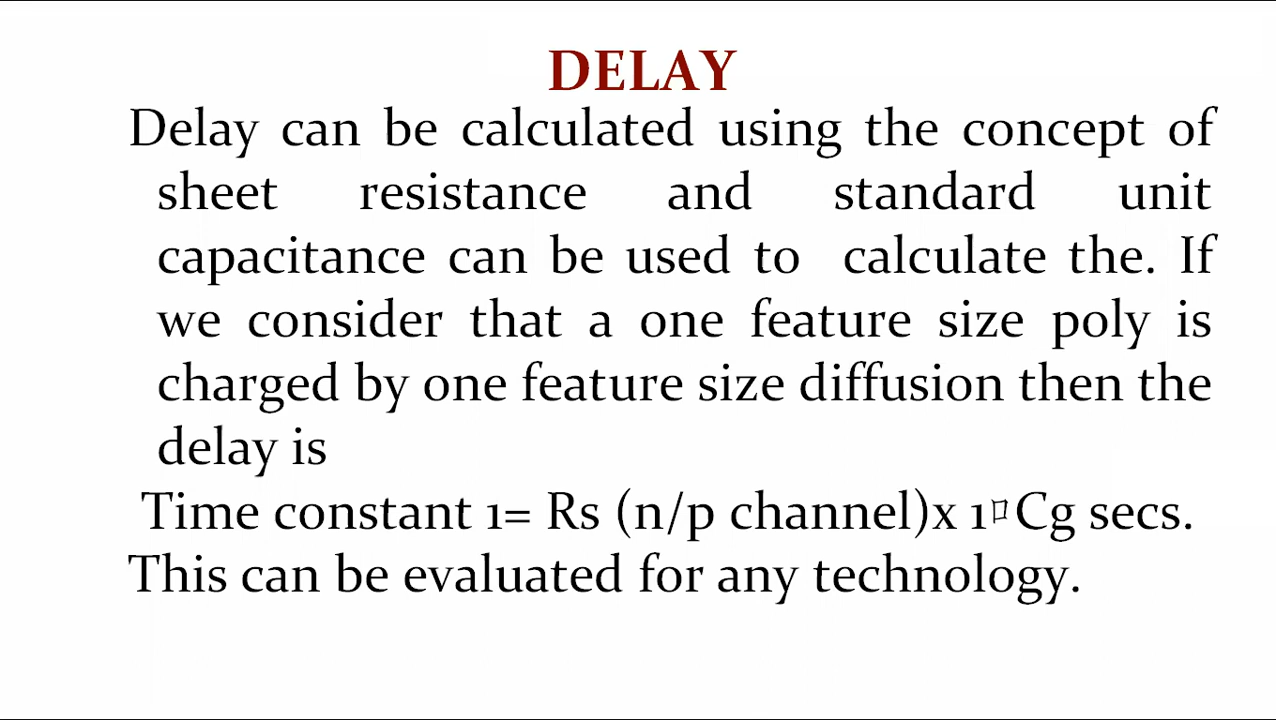 DELAY
Delay can be calculated using the concept of
sheet resistance and standard unit
capacitance can be used to calculate the. If
we consider that a one feature size poly is
charged by one feature size diffusion then the
delay is
Time constant 1= Rs (n/p channel)x 1□Cg secs.
This can be evaluated for any technology.